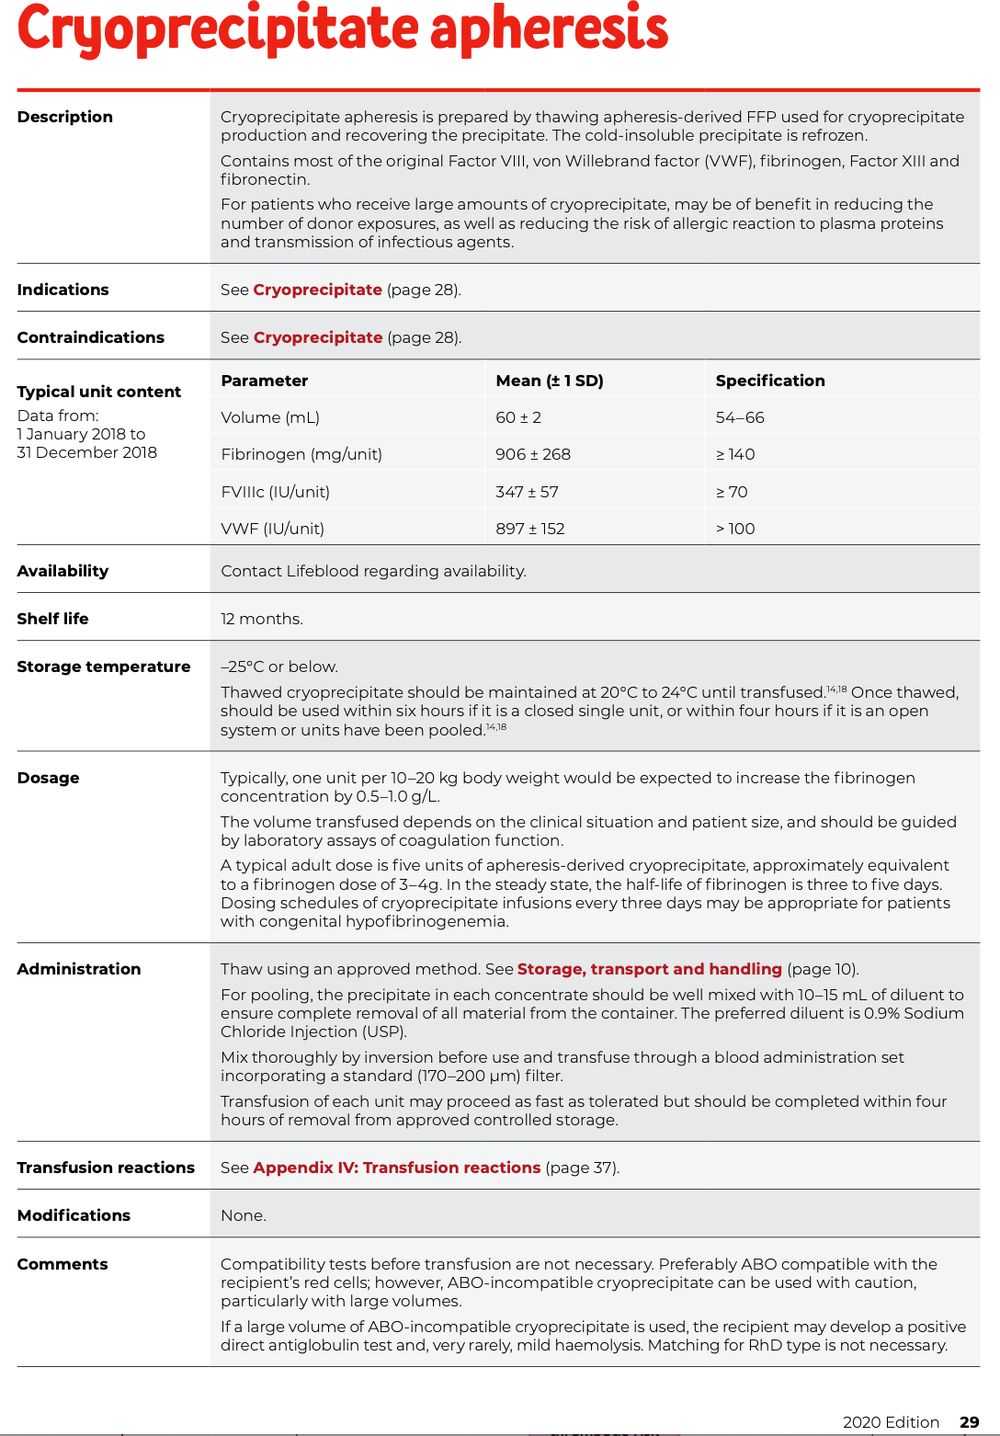 Cryoprecipitate apheresis
Description
Cryoprecipitate apheresis is prepared by thawing apheresis-derived FFP used for cryoprecipitate
production and recovering the precipitate. The cold-insoluble precipitate is refrozen.
Contains most of the original Factor VIII, von Willebrand factor (VWF), fibrinogen, Factor XIII and
fibronectin.
For patients who receive large amounts of cryoprecipitate, may be of benefit in reducing the
number of donor exposures, as well as reducing the risk of allergic reaction to plasma proteins
and transmission of infectious agents.
Indications
See Cryoprecipitate (page 28).
Contraindications
See Cryoprecipitate (page 28).
Typical unit content
Data from:
1 January 2018 to
31 December 2018
Parameter Mean (± 1 SD) Specification
Volume (mL) 60 ± 2 54–66
Fibrinogen (mg/unit) 906 ± 268 ≥ 140
FVIIIc (IU/unit) 347 ± 57 ≥ 70
VWF (IU/unit) 897 ± 152 > 100
Availability
Contact Lifeblood regarding availability.
Shelf life
12 months.
Storage temperature
–25°C or below.
Thawed cryoprecipitate should be maintained at 20°C to 24°C until transfused.14,18 Once thawed,
should be used within six hours if it is a closed single unit, or within four hours if it is an open
system or units have been pooled.14,18
Dosage
Typically, one unit per 10–20 kg body weight would be expected to increase the fibrinogen
concentration by 0.5–1.0 g/L.
The volume transfused depends on the clinical situation and patient size, and should be guided
by laboratory assays of coagulation function.
A typical adult dose is five units of apheresis-derived cryoprecipitate, approximately equivalent
to a fibrinogen dose of 3–4g. In the steady state, the half-life of fibrinogen is three to five days.
Dosing schedules of cryoprecipitate infusions every three days may be appropriate for patients
with congenital hypofibrinogenemia.
Administration
Thaw using an approved method. See Storage, transport and handling (page 10).
For pooling, the precipitate in each concentrate should be well mixed with 10–15 mL of diluent to
ensure complete removal of all material from the container. The preferred diluent is 0.9% Sodium
Chloride Injection (USP).
Mix thoroughly by inversion before use and transfuse through a blood administration set
incorporating a standard (170–200 µm) filter.
Transfusion of each unit may proceed as fast as tolerated but should be completed within four
hours of removal from approved controlled storage.
Transfusion reactions
See Appendix IV: Transfusion reactions (page 37).
Modifications
None.
Comments
Compatibility tests before transfusion are not necessary. Preferably ABO compatible with the
recipient's red cells; however, ABO-incompatible cryoprecipitate can be used with caution,
particularly with large volumes.
If a large volume of ABO-incompatible cryoprecipitate is used, the recipient may develop a positive
direct antiglobulin test and, very rarely, mild haemolysis. Matching for RhD type is not necessary.
2020 Edition 29